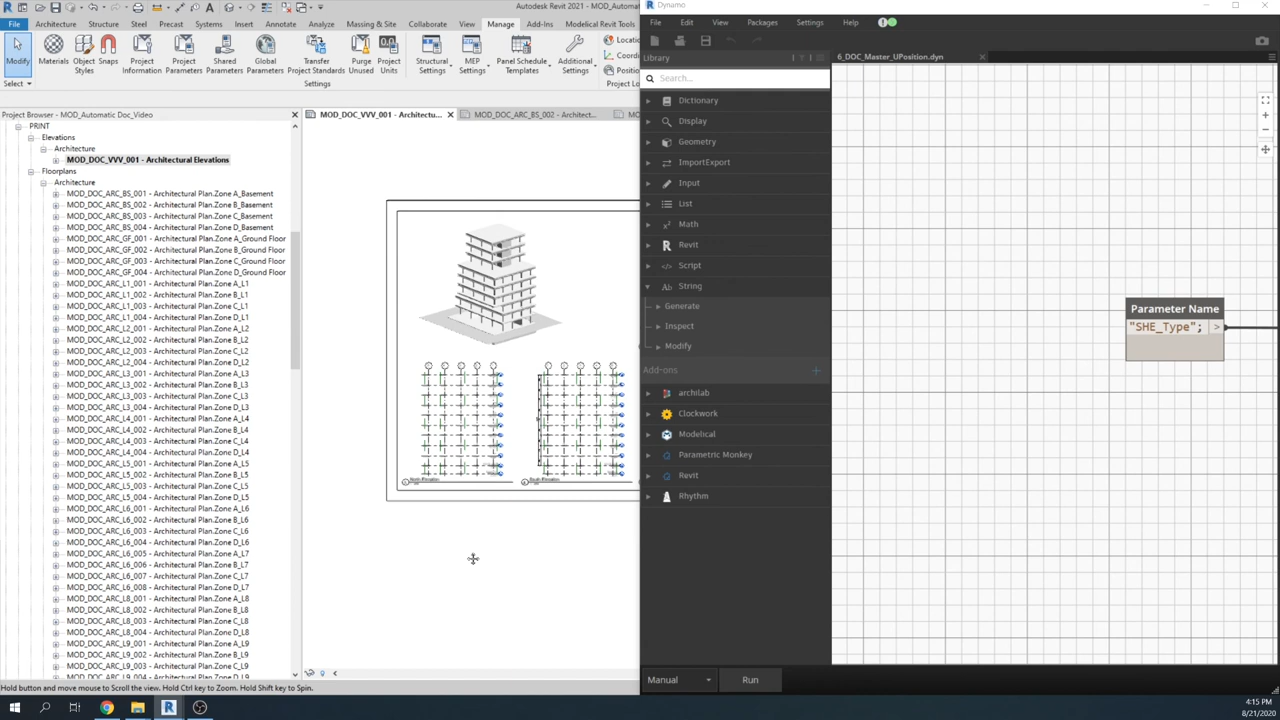 Autodesk Revit 2021 - MOD_Automa
File
Architecture
Structure
Steel
Precast
Systems
Insert
Annotate
Analyze
Massing & Site
Collaborate
View
Manage
Add-Ins
Modelical Revit Tools
Modify
Materials
Object
Styles
Snaps
Project
Information
Project
Parameters
Shared
Parameters
Global
Parameters
Transfer
Project Standards
Purge
Unused
Project
Units
Structural
Settings
MEP
Settings
Panel Schedule
Templates
Additional
Settings
Locatio
Coordi
Position
Select
Settings
Project Lo
Project Browser - MOD_Automatic Doc_Video
MOD_DOC_VVV_001 - Architectu...
MOD_DOC_ARC_BS_002 - Architect...
MO
PRINT
Elevations
Architecture
MOD_DOC_VVV_001 - Architectural Elevations
Floorplans
Architecture
MOD_DOC_ARC_BS_001 - Architectural Plan.Zone A_Basement
MOD_DOC_ARC_BS_002 - Architectural Plan.Zone B_Basement
MOD_DOC_ARC_BS_003 - Architectural Plan.Zone C_Basement
MOD_DOC_ARC_BS_004 - Architectural Plan.Zone D_Basement
MOD_DOC_ARC_GF_001 - Architectural Plan.Zone A_Ground Floor
MOD_DOC_ARC_GF_002 - Architectural Plan.Zone B_Ground Floor
MOD_DOC_ARC_GF_003 - Architectural Plan.Zone C_Ground Floor
MOD_DOC_ARC_GF_004 - Architectural Plan.Zone D_Ground Floor
MOD_DOC_ARC_L1_001 - Architectural Plan.Zone A_L1
MOD_DOC_ARC_L1_002 - Architectural Plan.Zone B_L1
MOD_DOC_ARC_L1_003 - Architectural Plan.Zone C_L1
MOD_DOC_ARC_L1_004 - Architectural Plan.Zone D_L1
MOD_DOC_ARC_L2_001 - Architectural Plan.Zone A_L2
MOD_DOC_ARC_L2_002 - Architectural Plan.Zone B_L2
MOD_DOC_ARC_L2_003 - Architectural Plan.Zone C_L2
MOD_DOC_ARC_L2_004 - Architectural Plan.Zone D_L2
MOD_DOC_ARC_L3_001 - Architectural Plan.Zone A_L3
MOD_DOC_ARC_L3_002 - Architectural Plan.Zone B_L3
MOD_DOC_ARC_L3_003 - Architectural Plan.Zone C_L3
MOD_DOC_ARC_L3_004 - Architectural Plan.Zone D_L3
MOD_DOC_ARC_L4_001 - Architectural Plan.Zone A_L4
MOD_DOC_ARC_L4_002 - Architectural Plan.Zone B_L4
MOD_DOC_ARC_L4_003 - Architectural Plan.Zone C_L4
MOD_DOC_ARC_L4_004 - Architectural Plan.Zone D_L4
MOD_DOC_ARC_L5_001 - Architectural Plan.Zone A_L5
MOD_DOC_ARC_L5_002 - Architectural Plan.Zone B_L5
MOD_DOC_ARC_L5_003 - Architectural Plan.Zone C_L5
MOD_DOC_ARC_L5_004 - Architectural Plan.Zone D_L5
MOD_DOC_ARC_L6_001 - Architectural Plan.Zone A_L6
MOD_DOC_ARC_L6_002 - Architectural Plan.Zone B_L6
MOD_DOC_ARC_L6_003 - Architectural Plan.Zone C_L6
MOD_DOC_ARC_L6_004 - Architectural Plan.Zone D_L6
MOD_DOC_ARC_L6_005 - Architectural Plan.Zone A_L7
MOD_DOC_ARC_L6_006 - Architectural Plan.Zone B_L7
MOD_DOC_ARC_L6_007 - Architectural Plan.Zone C_L7
MOD_DOC_ARC_L6_008 - Architectural Plan.Zone D_L7
MOD_DOC_ARC_L8_001 - Architectural Plan.Zone A_L8
MOD_DOC_ARC_L8_002 - Architectural Plan.Zone B_L8
MOD_DOC_ARC_L8_003 - Architectural Plan.Zone C_L8
MOD_DOC_ARC_L8_004 - Architectural Plan.Zone D_L8
MOD_DOC_ARC_L9_001 - Architectural Plan.Zone A_L9
MOD_DOC_ARC_L9_002 - Architectural Plan.Zone B_L9
MOD_DOC_ARC_L9_003 - Architectural Plan.Zone C_L9
MOD_DOC_ARC_L9_004 - Architectural Plan.Zone D_L9
North Elevation
South Elevation
Hold button and move mouse to Scroll the view. Hold Ctrl key to Zoom. Hold Shift key to Spin.
Dynamo
File
Edit
View
Packages
Settings
Help
Library
Search...
Dictionary
Display
Geometry
ImportExport
Input
List
Math
Revit
Script
String
Generate
Inspect
Modify
Add-ons
archilab
Clockwork
Modelical
Parametric Monkey
Revit
Rhythm
6_DOC_Master_UPosition.dyn
Parameter Name
"SHE_Type"; >
Manual
Run
4:15 PM
8/21/2020